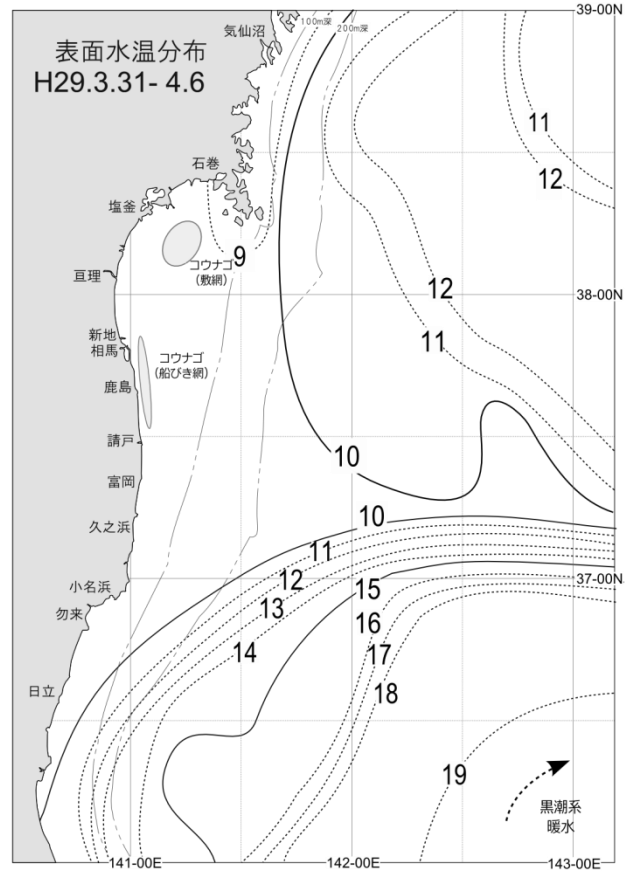 39-00N
100m深
200m深
気仙沼
表面水温分布
H29.3.31- 4.6
11
12
石巻
塩釜
9
コウナゴ
(敷網)
亘理
12
38-00N
新地
相馬
11
コウナゴ
(船びき網)
鹿島
請戸
10
富岡
10
久之浜
11
12
15
37-00N
小名浜
13
勿来
16
14
17
18
日立
19
黒潮系
暖水
141-00E
142-00E
143-00E